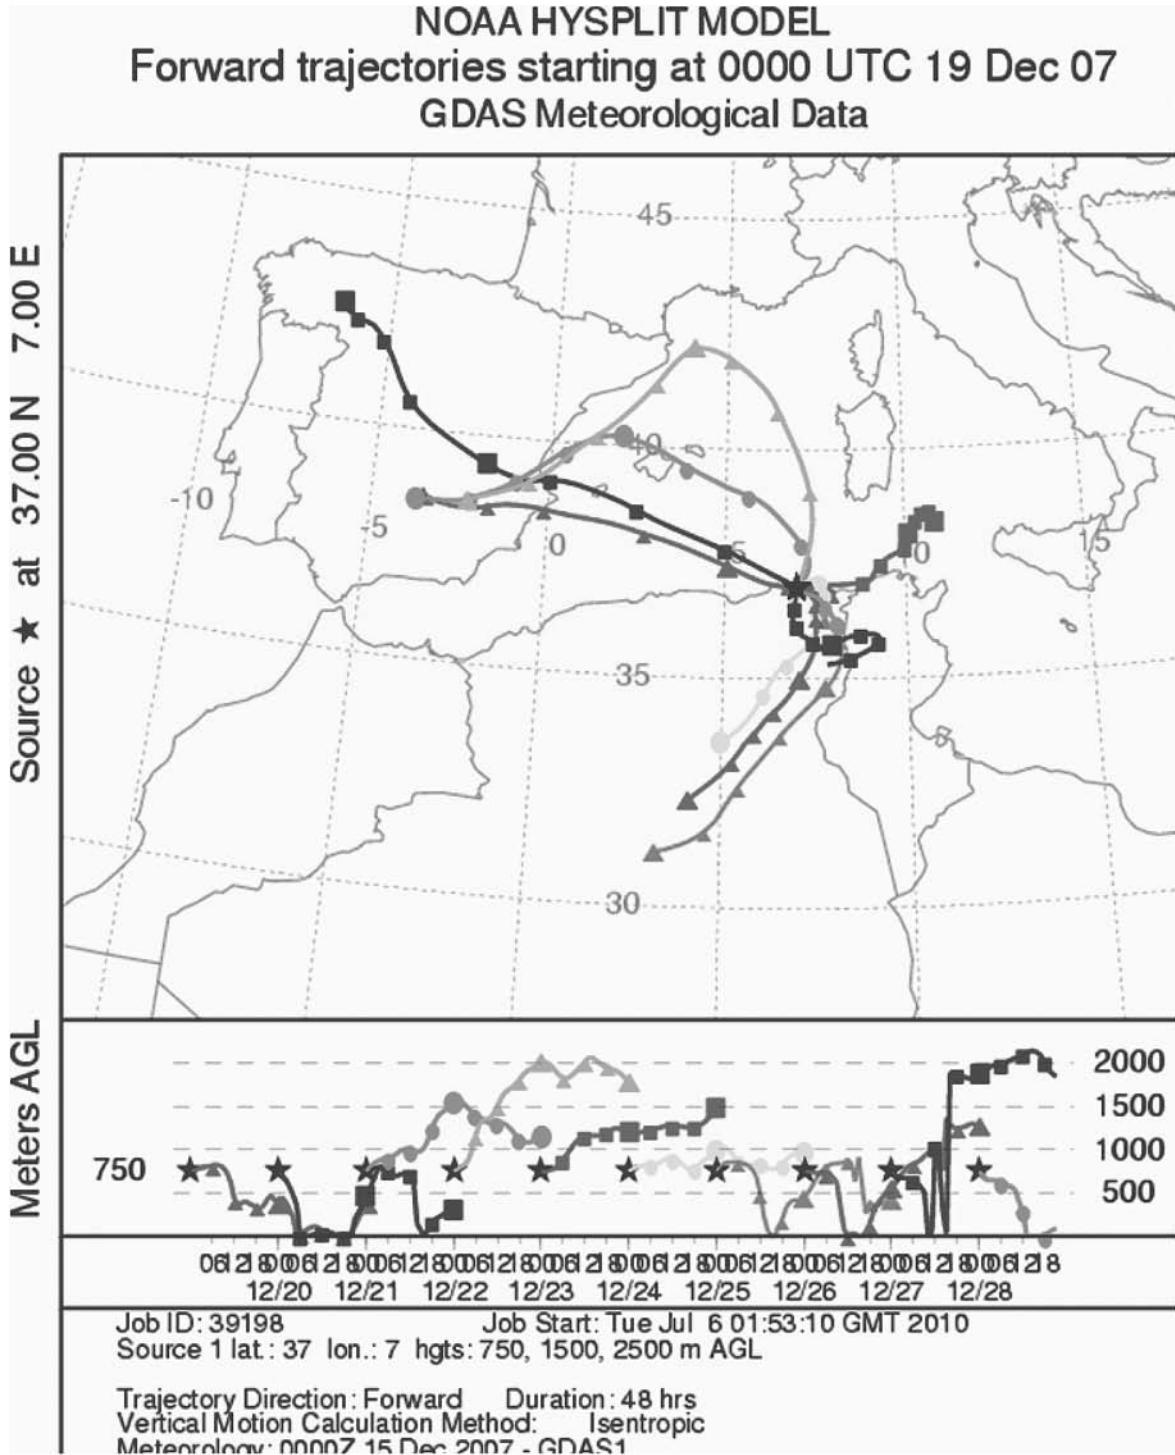 NOAA HYSPLIT MODEL
Forward trajectories starting at 0000 UTC 19 Dec 07
GDAS Meteorological Data
Source ★ at 37.00 N 7.00 E
45
40
-10
-5
0
5
15
35
30
Meters AGL
2000
1500
1000
750
500
12/20 12/21 12/22 12/23 12/24 12/25 12/26 12/27 12/28
Job ID: 39198 Job Start: Tue Jul 6 01:53:10 GMT 2010
Source 1 lat.: 37 lon.: 7 hgts: 750, 1500, 2500 m AGL
Trajectory Direction: Forward Duration: 48 hrs
Vertical Motion Calculation Method: Isentropic
Meteorology: 0000Z 15 Dec 2007 - GDAS1